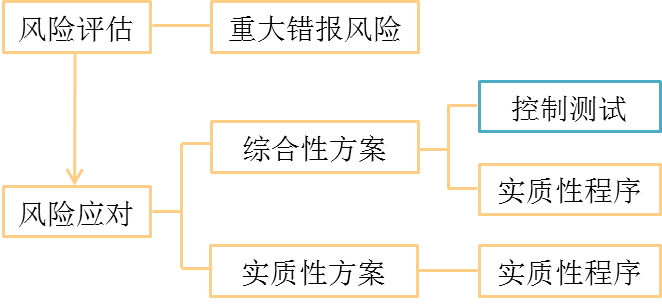 风险评估
重大错报风险
控制测试
综合性方案
实质性程序
风险应对
实质性方案
实质性程序